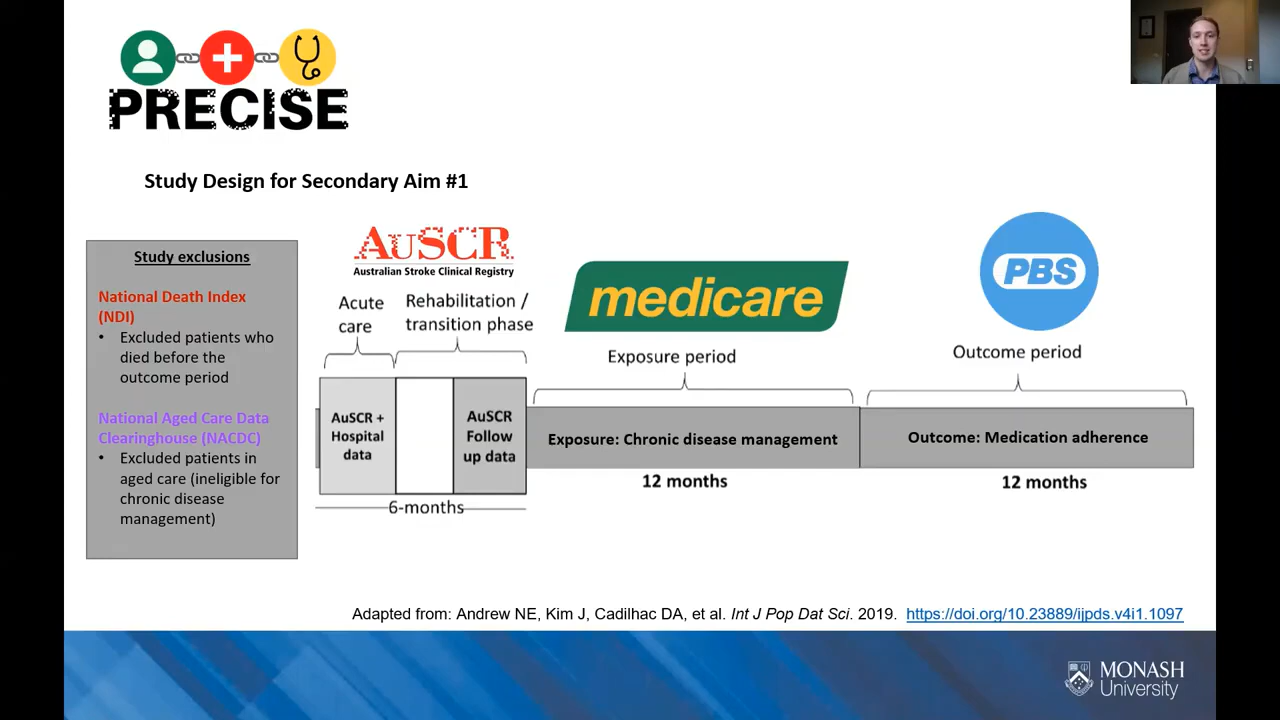 PRECISE
Study Design for Secondary Aim #1
Study exclusions
National Death Index
(NDI)
• Excluded patients who
died before the
outcome period
National Aged Care Data
Clearinghouse (NACDC)
• Excluded patients in
aged care (ineligible for
chronic disease
management)
AuSCR
Australian Stroke Clinical Registry
Acute
care
Rehabilitation /
transition phase
AuSCR +
Hospital
data
AuSCR
Follow
up data
6-months
medicare
Exposure period
Exposure: Chronic disease management
12 months
PBS
Outcome period
Outcome: Medication adherence
12 months
Adapted from: Andrew NE, Kim J, Cadilhac DA, et al. Int J Pop Dat Sci. 2019. https://doi.org/10.23889/ijpds.v4i1.1097
MONASH
University